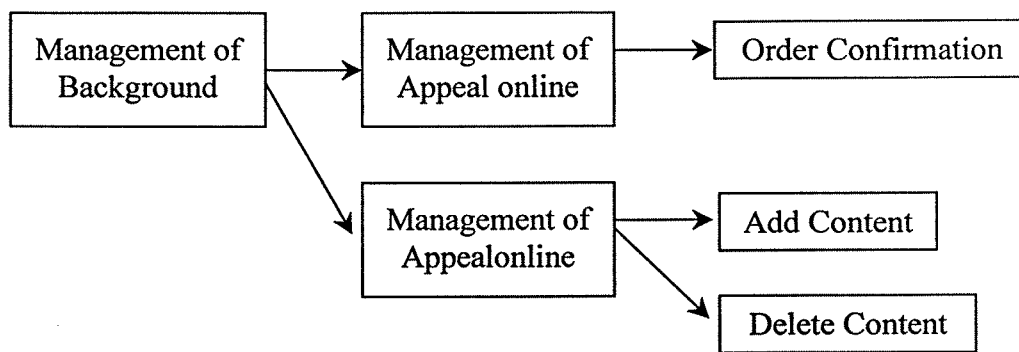 Management of
Background
Management of
Appeal online
Order Confirmation
Management of
Appealonline
Add Content
Delete Content